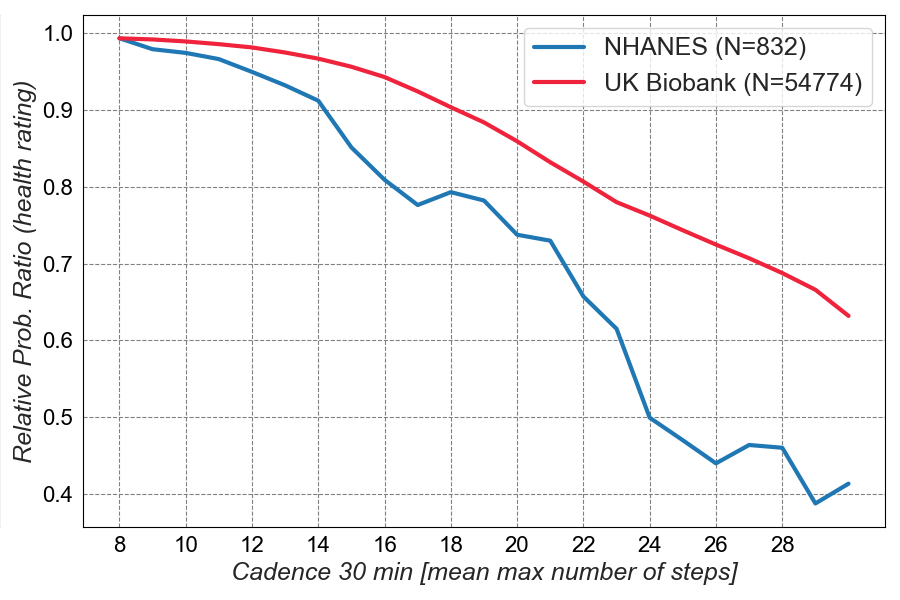 NHANES (N=832)
UK Biobank (N=54774)
Relative Prob. Ratio (health rating)
1.0
0.9
0.8
0.7
0.6
0.5
0.4
8 10 12 14 16 18 20 22 24 26 28
Cadence 30 min [mean max number of steps]